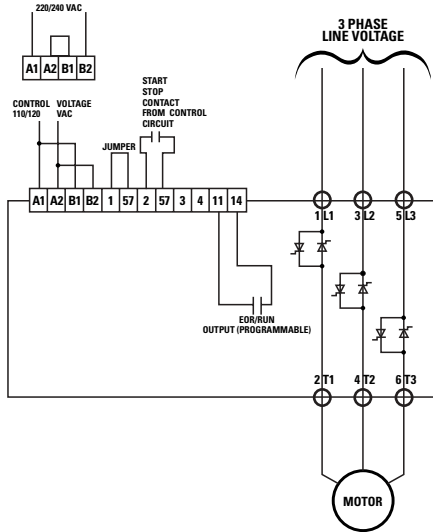 220/240 VAC
A1 A2 B1 B2
CONTROL VOLTAGE
110/120 VAC
START
STOP
CONTACT
FROM CONTROL
CIRCUIT
JUMPER
3 PHASE
LINE VOLTAGE
A1 A2 B1 B2 1 57 2 57 3 4 11 14
1 L1 3 L2 5 L3
EOR/RUN
OUTPUT (PROGRAMMABLE)
2 T1 4 T2 6 T3
MOTOR